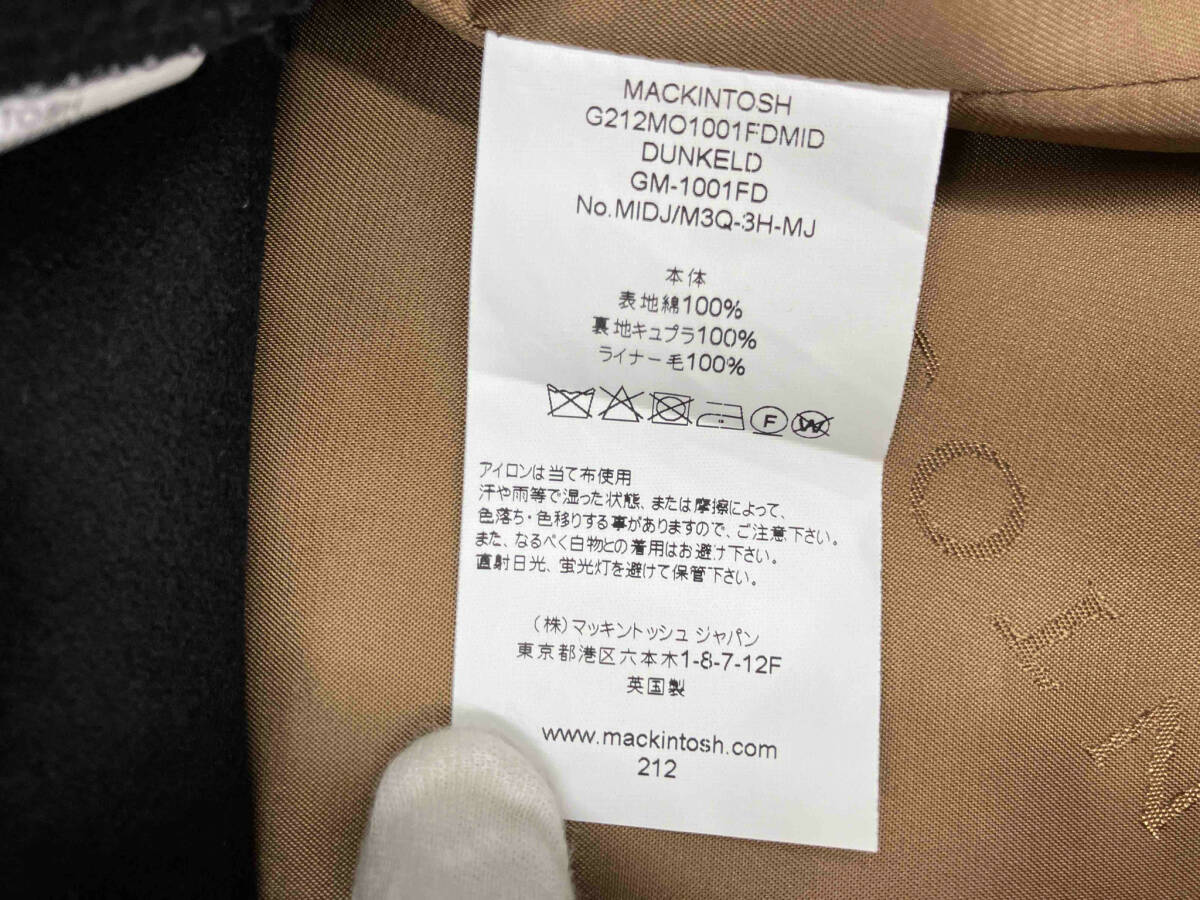 MACKINTOSH
G212MO1001FDMID
DUNKELD
GM-1001FD
No.MIDJ/M3Q-3H-MJ
本体
表地綿100%
裏地キュプラ100%
ライナー毛100%
F
W
アイロンは当て布使用
汗や雨等で湿った状態、または摩擦によって、
色落ち・色移りする事がありますので、ご注意下さい。
また、なるべく白物との着用はお避け下さい。
直射日光、蛍光灯を避けて保管下さい。
(株)マッキントッシュ ジャパン
東京都港区六本木1-8-7-12F
英国製
www.mackintosh.com
212